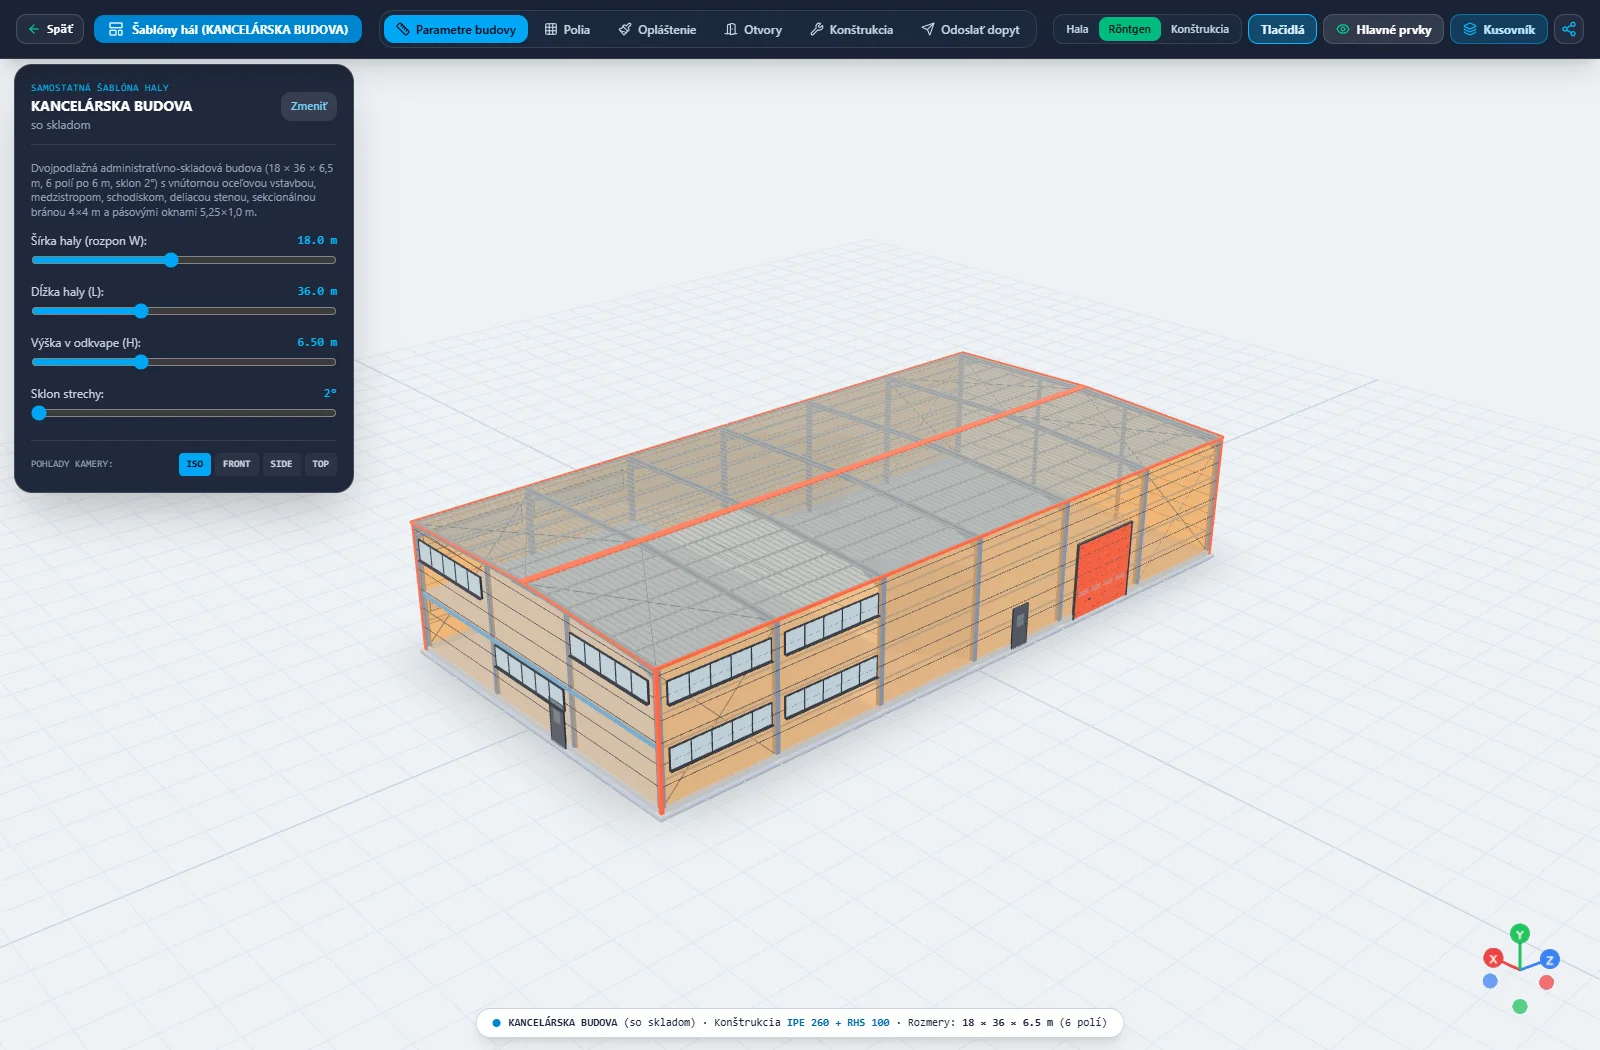 Späť
Šablóny hál (KANCELÁRSKA BUDOVA)
Parametre budovy
Polia
Opláštenie
Otvory
Konštrukcia
Odoslať dopyt
Hala
Röntgen
Konštrukcia
Tlačidlá
Hlavné prvky
Kusovník
SAMOSTATNÁ ŠABLÓNA HALY
KANCELÁRSKA BUDOVA
so skladom
Zmeniť
Dvojpodlažná administratívno-skladová budova (18 × 36 × 6,5
m, 6 polí po 6 m, sklon 2°) s vnútornou oceľovou vstavbou,
medzistropom, schodiskom, deliacou stenou, sekcionálnou
bránou 4×4 m a pásovými oknami 5,25×1,0 m.
Šírka haly (rozpon W): 18.0 m
Dĺžka haly (L): 36.0 m
Výška v odkvape (H): 6.50 m
Sklon strechy: 2°
POHĽADY KAMERY: ISO FRONT SIDE TOP
Y
X
Z
KANCELÁRSKA BUDOVA (so skladom) · Konštrukcia IPE 260 + RHS 100 · Rozmery: 18 × 36 × 6.5 m (6 polí)